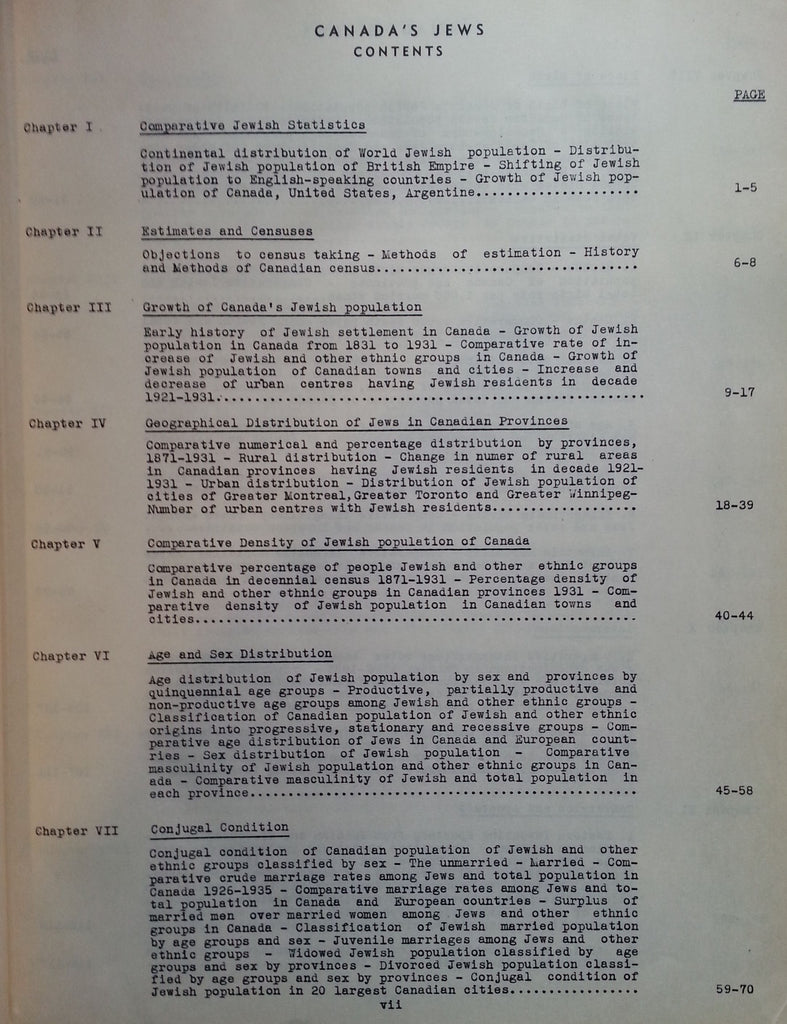 CANADA'S JEWS
CONTENTS
PAGE
Chapter I Comparative Jewish Statistics
Continental distribution of World Jewish population - Distribu-
tion of Jewish population of British Empire - Shifting of Jewish
population to English-speaking countries - Growth of Jewish pop-
ulation of Canada, United States, Argentine..................... 1-5
Chapter II Estimates and Censuses
Objections to census taking - Methods of estimation - History
and Methods of Canadian census................................. 6-8
Chapter III Growth of Canada's Jewish population
Early history of Jewish settlement in Canada - Growth of Jewish
population in Canada from 1831 to 1931 - Comparative rate of in-
crease of Jewish and other ethnic groups in Canada - Growth of
Jewish population of Canadian towns and cities - Increase and
decrease of urban centres having Jewish residents in decade
1921-1931...................................................... 9-17
Chapter IV Geographical Distribution of Jews in Canadian Provinces
Comparative numerical and percentage distribution by provinces,
1871-1931 - Rural distribution - Change in numer of rural areas
in Canadian provinces having Jewish residents in decade 1921-
1931 - Urban distribution - Distribution of Jewish population of
cities of Greater Montreal,Greater Toronto and Greater Winnipeg-
Number of urban centres with Jewish residents................... 18-39
Chapter V Comparative Density of Jewish population of Canada
Comparative percentage of people Jewish and other ethnic groups
in Canada in decennial census 1871-1931 - Percentage density of
Jewish and other ethnic groups in Canadian provinces 1931 - Com-
parative density of Jewish population in Canadian towns and
cities......................................................... 40-44
Chapter VI Age and Sex Distribution
Age distribution of Jewish population by sex and provinces by
quinquennial age groups - Productive, partially productive and
non-productive age groups among Jewish and other ethnic groups -
Classification of Canadian population of Jewish and other ethnic
origins into progressive, stationary and recessive groups - Com-
parative age distribution of Jews in Canada and European count-
ries - Sex distribution of Jewish population - Comparative
masculinity of Jewish population and other ethnic groups in Can-
ada - Comparative masculinity of Jewish and total population in
each province.................................................. 45-58
Chapter VII Conjugal Condition
Conjugal condition of Canadian population of Jewish and other
ethnic groups classified by sex - The unmarried - Married - Com-
parative crude marriage rates among Jews and total population in
Canada 1926-1935 - Comparative marriage rates among Jews and to-
tal population in Canada and European countries - Surplus of
married men over married women among Jews and other ethnic
groups in Canada - Classification of Jewish married population
by age groups and sex - Juvenile marriages among Jews and other
ethnic groups - Widowed Jewish population classified by age
groups and sex by provinces - Divorced Jewish population classi-
fied by age groups and sex by provinces - Conjugal condition of
Jewish population in 20 largest Canadian cities................. 59-70
vii